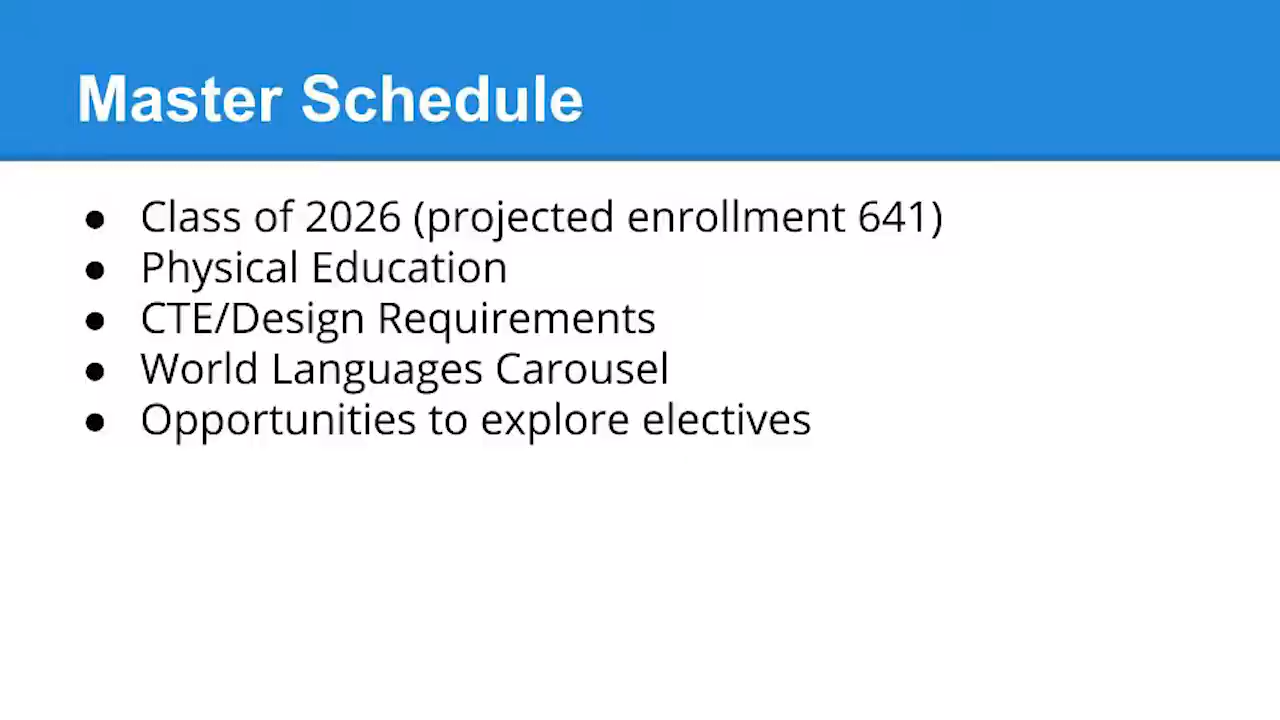 Master Schedule
● Class of 2026 (projected enrollment 641)
● Physical Education
● CTE/Design Requirements
● World Languages Carousel
● Opportunities to explore electives